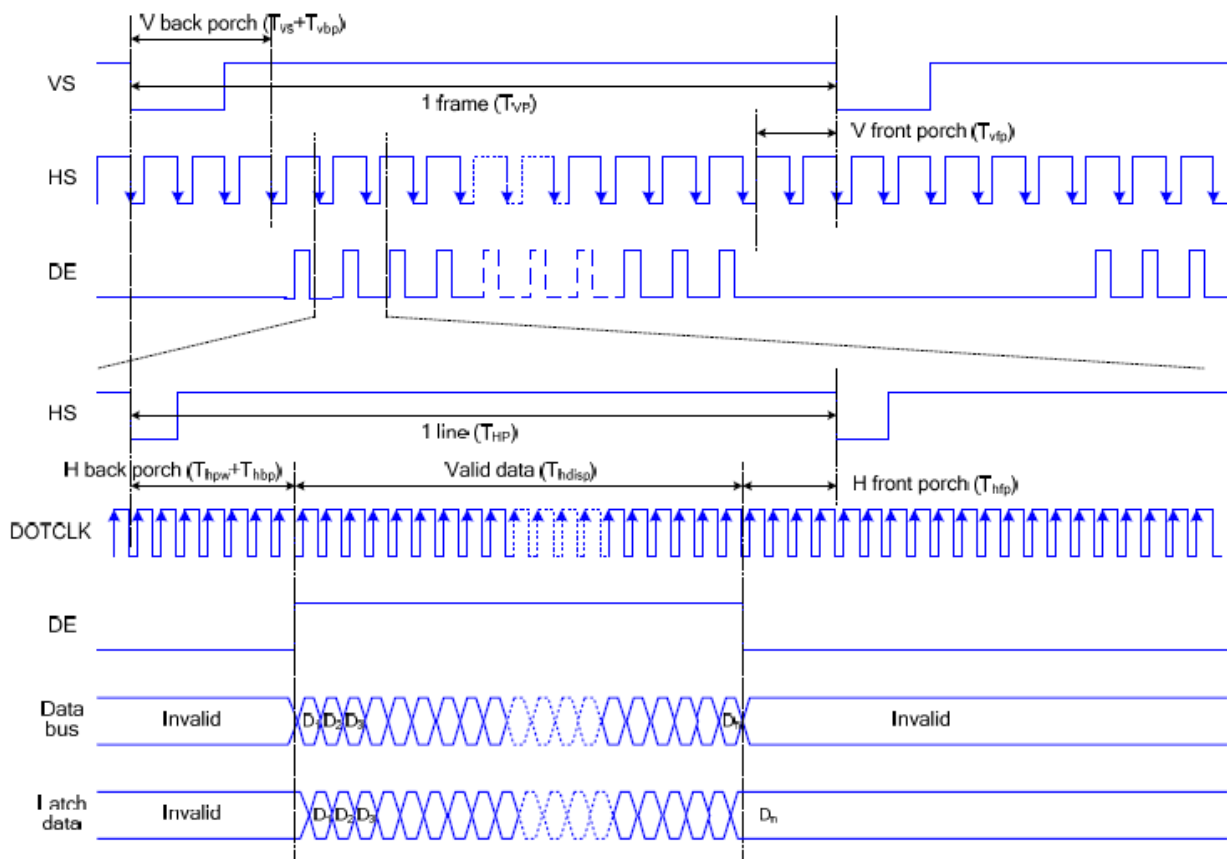 V back porch (Tvs+Tvbp)
VS
1 frame (TVP)
V front porch (Tvfp)
HS
DE
HS
1 line (THP)
H back porch (Thpw+Thbp)
Valid data (Thdisp)
H front porch (Thfp)
DOTCLK
DE
Data bus
Invalid
D1 D2 D3
Dn
Invalid
Latch data
Invalid
D1 D2 D3
Dn